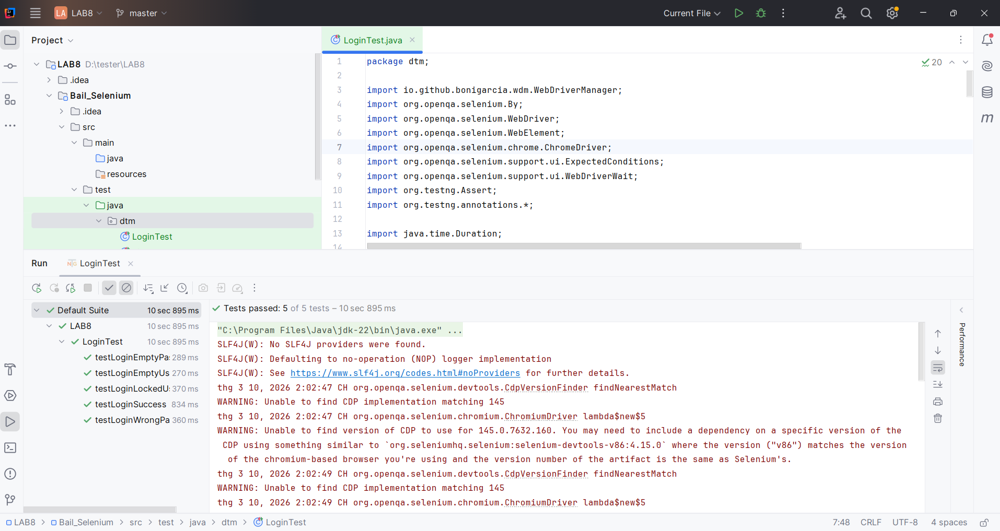 LA LAB8 master Current File
Project
LAB8 D:\tester\LAB8
.idea
Bail_Selenium
.idea
src
main
java
resources
test
java
dtm
LoginTest
LoginTest.java
20
1 package dtm;
2
3 import io.github.bonigarcia.wdm.WebDriverManager;
4 import org.openqa.selenium.By;
5 import org.openqa.selenium.WebDriver;
6 import org.openqa.selenium.WebElement;
7 import org.openqa.selenium.chrome.ChromeDriver;
8 import org.openqa.selenium.support.ui.ExpectedConditions;
9 import org.openqa.selenium.support.ui.WebDriverWait;
10 import org.testng.Assert;
11 import org.testng.annotations.*;
12
13 import java.time.Duration;
14
m
Run LoginTest
Default Suite 10 sec 895 ms
LAB8 10 sec 895 ms
LoginTest 10 sec 895 ms
testLoginEmptyPa 289 ms
testLoginEmptyUs 270 ms
testLoginLockedU 370 ms
testLoginSuccess 834 ms
testLoginWrongPa 360 ms
Tests passed: 5 of 5 tests – 10 sec 895 ms
"C:\Program Files\Java\jdk-22\bin\java.exe" ...
SLF4J(W): No SLF4J providers were found.
SLF4J(W): Defaulting to no-operation (NOP) logger implementation
SLF4J(W): See https://www.slf4j.org/codes.html#noProviders for further details.
thg 3 10, 2026 2:02:47 CH org.openqa.selenium.devtools.CdpVersionFinder findNearestMatch
WARNING: Unable to find CDP implementation matching 145
thg 3 10, 2026 2:02:47 CH org.openqa.selenium.chromium.ChromiumDriver lambda$new$5
WARNING: Unable to find version of CDP to use for 145.0.7632.160. You may need to include a dependency on a specific version of the
CDP using something similar to `org.seleniumhq.selenium:selenium-devtools-v86:4.15.0` where the version ("v86") matches the version
of the chromium-based browser you're using and the version number of the artifact is the same as Selenium's.
thg 3 10, 2026 2:02:49 CH org.openqa.selenium.devtools.CdpVersionFinder findNearestMatch
WARNING: Unable to find CDP implementation matching 145
thg 3 10, 2026 2:02:49 CH org.openqa.selenium.chromium.ChromiumDriver lambda$new$5
Performance
LAB8 > Bail_Selenium > src > test > java > dtm > LoginTest
7:48 CRLF UTF-8 4 spaces